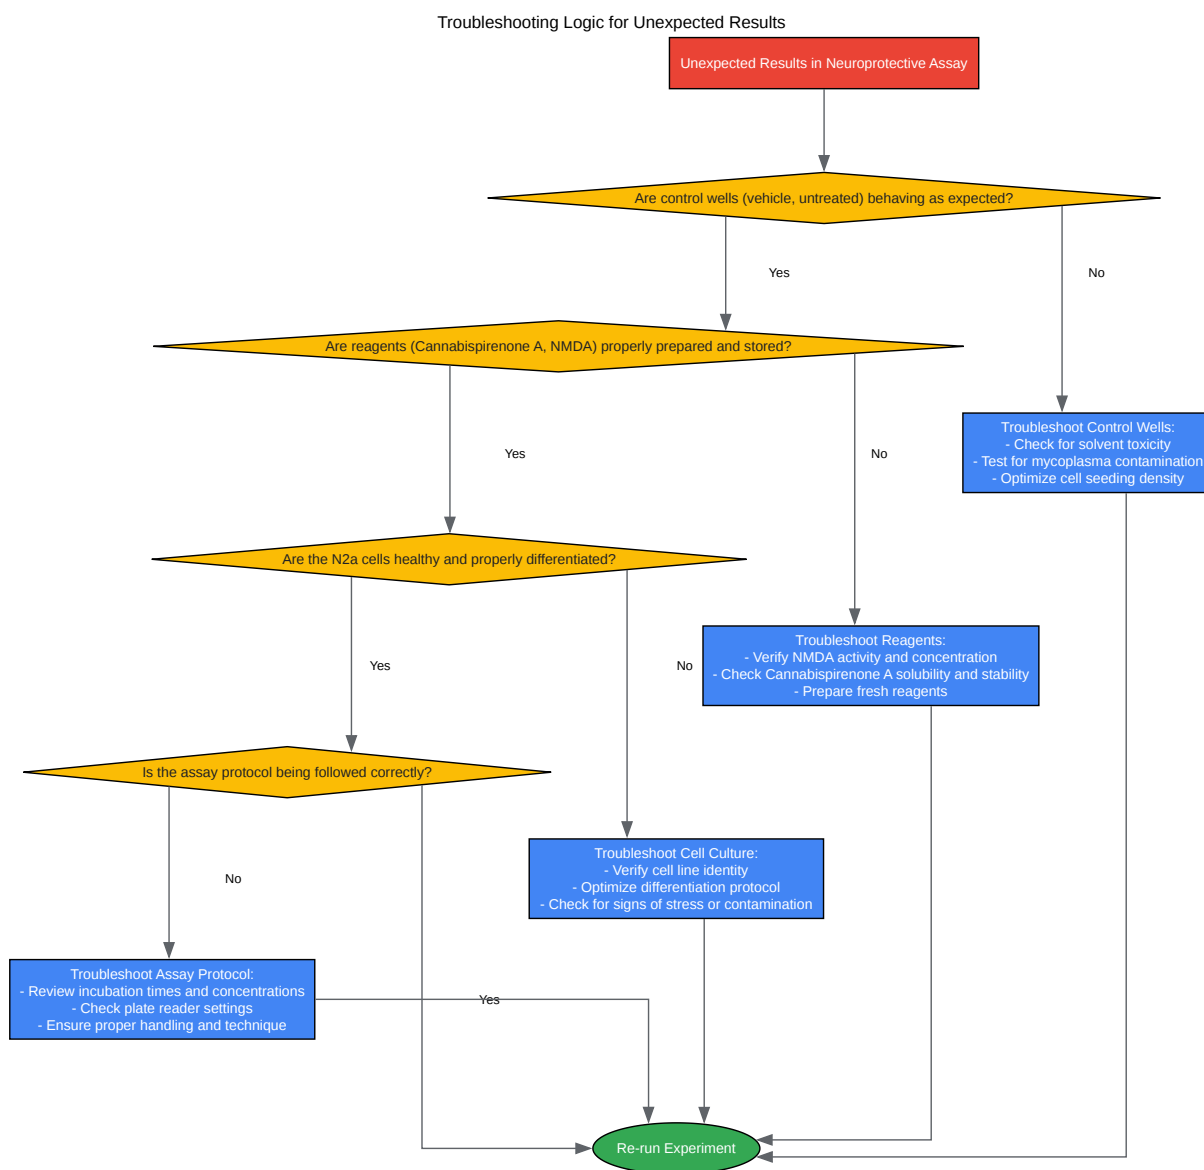 Troubleshooting Logic for Unexpected Results
Unexpected Results in Neuroprotective Assay
Are control wells (vehicle, untreated) behaving as expected?
Yes
No
Are reagents (Cannabispirenone A, NMDA) properly prepared and stored?
Yes
No
Troubleshoot Control Wells:
- Check for solvent toxicity
- Test for mycoplasma contamination
- Optimize cell seeding density
Are the N2a cells healthy and properly differentiated?
Yes
No
Troubleshoot Reagents:
- Verify NMDA activity and concentration
- Check Cannabispirenone A solubility and stability
- Prepare fresh reagents
Is the assay protocol being followed correctly?
No
Troubleshoot Cell Culture:
- Verify cell line identity
- Optimize differentiation protocol
- Check for signs of stress or contamination
Troubleshoot Assay Protocol:
- Review incubation times and concentrations
- Check plate reader settings
- Ensure proper handling and technique
Yes
Re-run Experiment